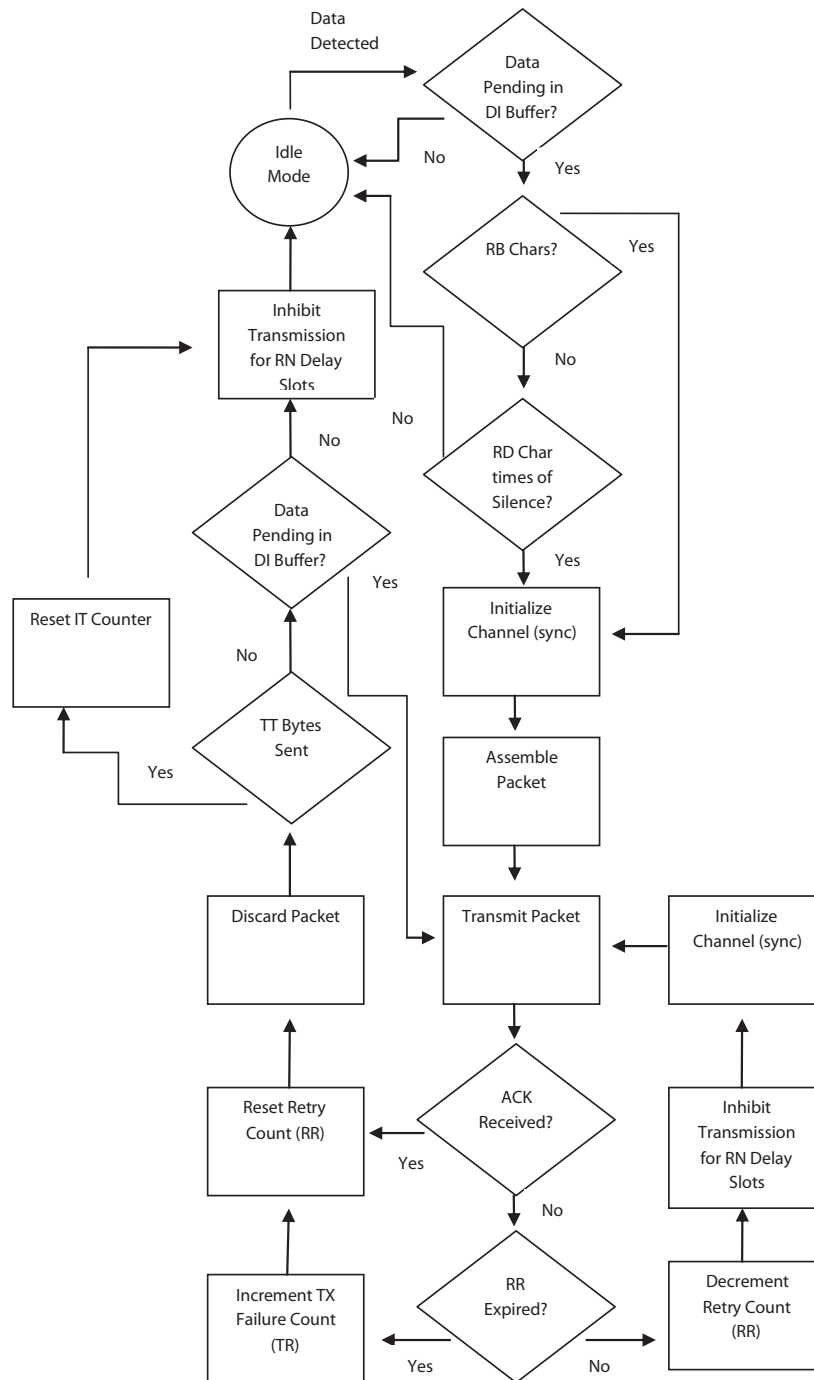 Data
Detected
Data
Pending in
DI Buffer?
Idle
Mode
No
Yes
RB Chars?
Yes
Inhibit
Transmission
for RN Delay
Slots
No
No
No
RD Char
times of
Silence?
Data
Pending in
DI Buffer?
Yes
Yes
Reset IT Counter
Initialize
Channel (sync)
No
TT Bytes
Sent
Yes
Assemble
Packet
Discard Packet
Transmit Packet
Initialize
Channel (sync)
Reset Retry
Count (RR)
ACK
Received?
Inhibit
Transmission
for RN Delay
Slots
Yes
No
Increment TX
Failure Count
(TR)
RR
Expired?
Decrement
Retry Count
(RR)
Yes
No